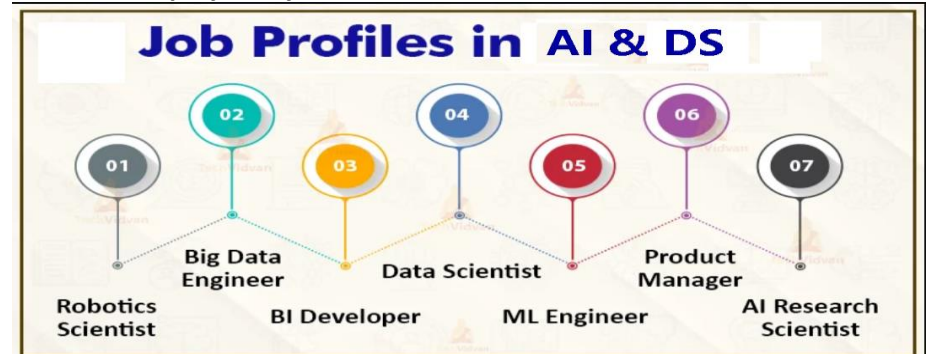 Job Profiles in AI & DS
01
02
03
04
05
06
07
Robotics
Scientist
Big Data
Engineer
BI Developer
Data Scientist
ML Engineer
Product
Manager
AI Research
Scientist
TechVidvan